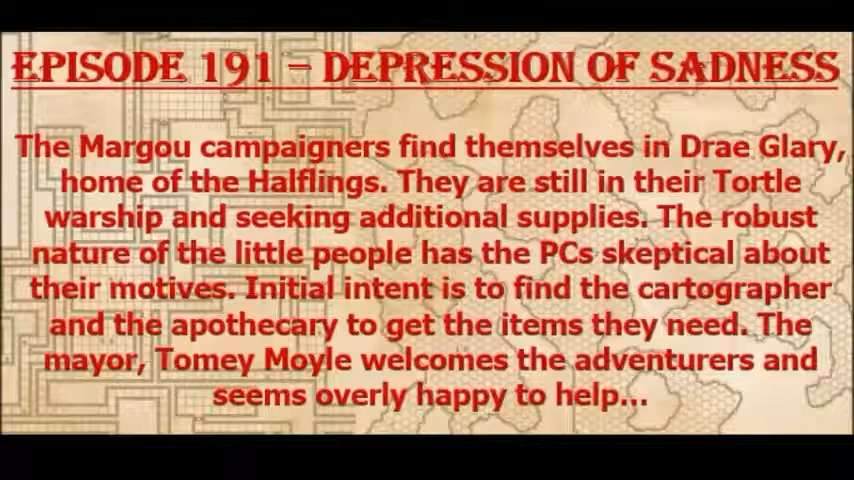 EPISODE 191 – DEPRESSION OF SADNESS
The Margou campaigners find themselves in Drae Glary,
home of the Halflings. They are still in their Tortle
warship and seeking additional supplies. The robust
nature of the little people has the PCs skeptical about
their motives. Initial intent is to find the cartographer
and the apothecary to get the items they need. The
mayor, Tomey Moyle welcomes the adventurers and
seems overly happy to help...